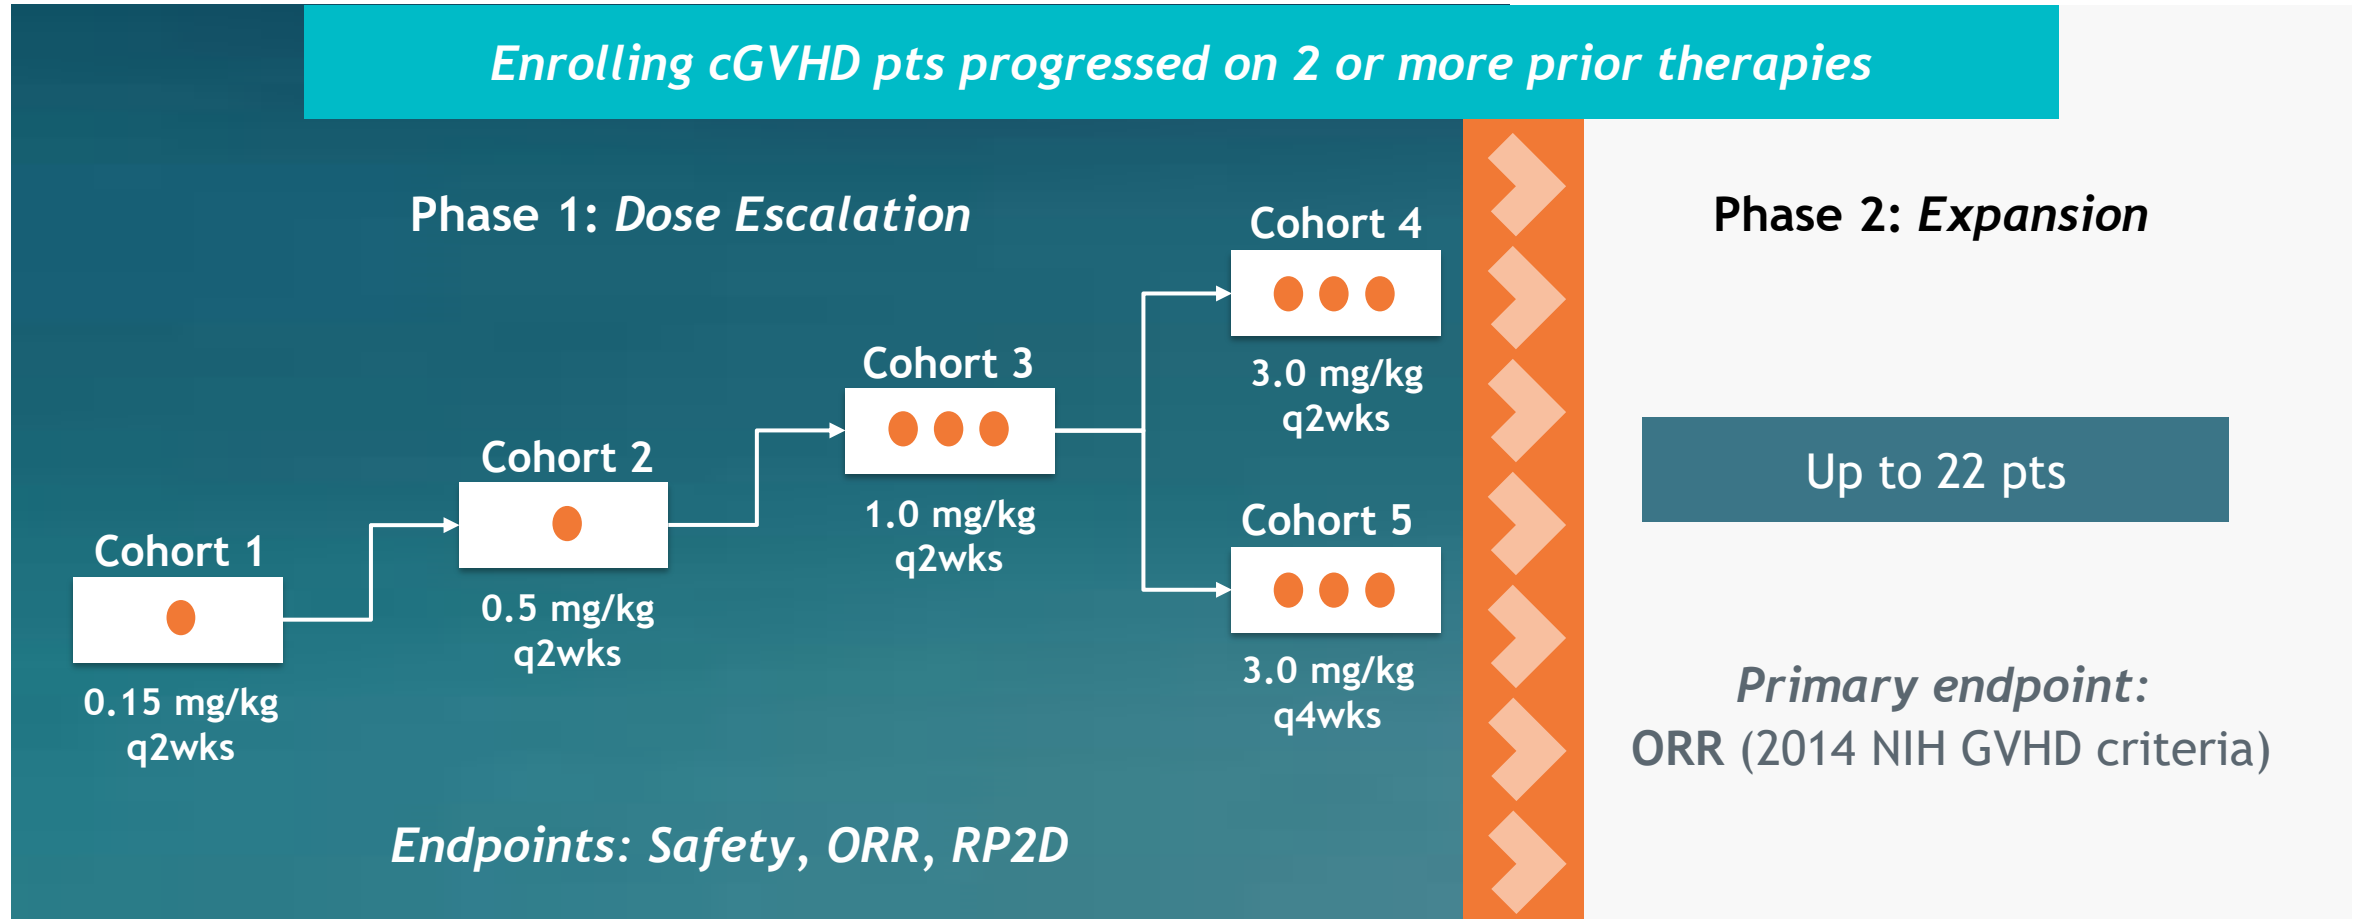 Enrolling cGVHD pts progressed on 2 or more prior therapies
Phase 1: Dose Escalation
Cohort 1
0.15 mg/kg
q2wks
Cohort 2
0.5 mg/kg
q2wks
Cohort 3
1.0 mg/kg
q2wks
Cohort 4
3.0 mg/kg
q2wks
Cohort 5
3.0 mg/kg
q4wks
Endpoints: Safety, ORR, RP2D
Phase 2: Expansion
Up to 22 pts
Primary endpoint:
ORR (2014 NIH GVHD criteria)